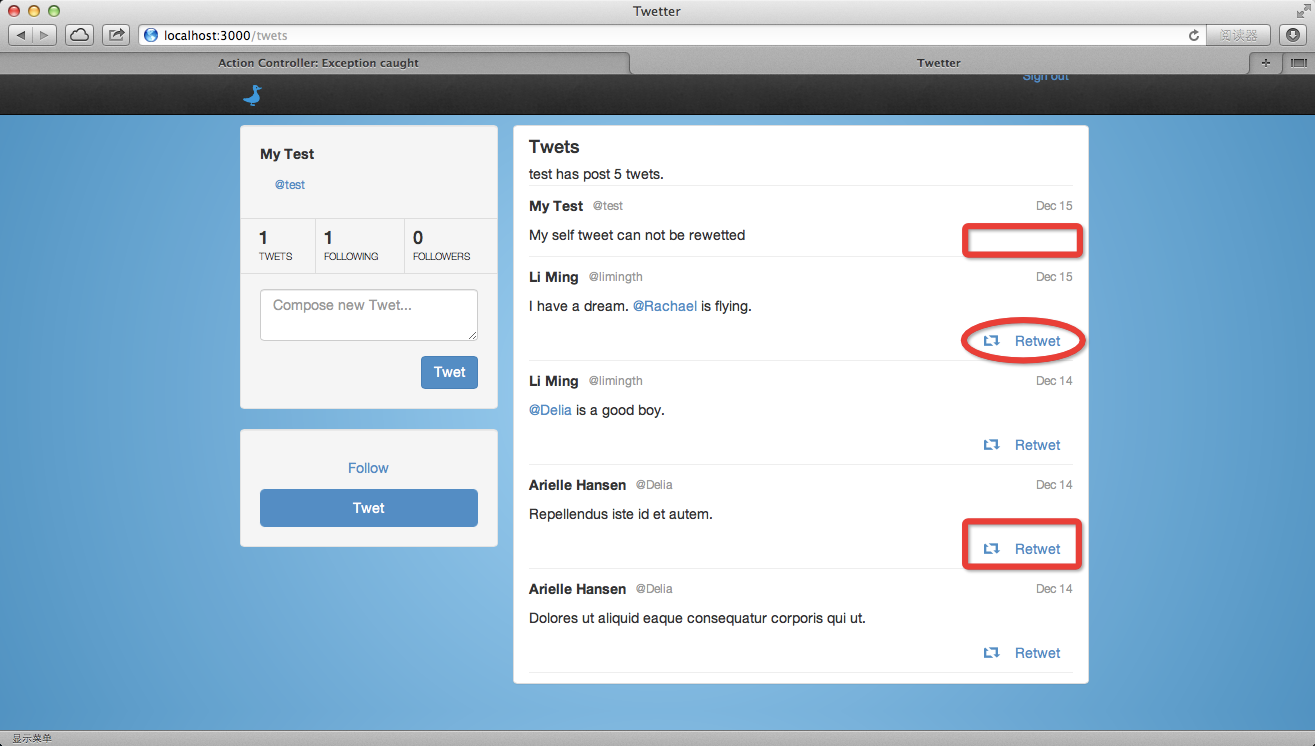 Twetter
localhost:3000/twets
阅读器
Action Controller: Exception caught
Twetter
Sign out
My Test
@test
1
TWETS
1
FOLLOWING
0
FOLLOWERS
Compose new Twet...
Twet
Follow
Twet
Twets
test has post 5 twets.
My Test @test Dec 15
My self tweet can not be rewetted
Li Ming @limingth Dec 15
I have a dream. @Rachael is flying.
Retwet
Li Ming @limingth Dec 14
@Delia is a good boy.
Retwet
Arielle Hansen @Delia Dec 14
Repellendus iste id et autem.
Retwet
Arielle Hansen @Delia Dec 14
Dolores ut aliquid eaque consequatur corporis qui ut.
Retwet
显示菜单